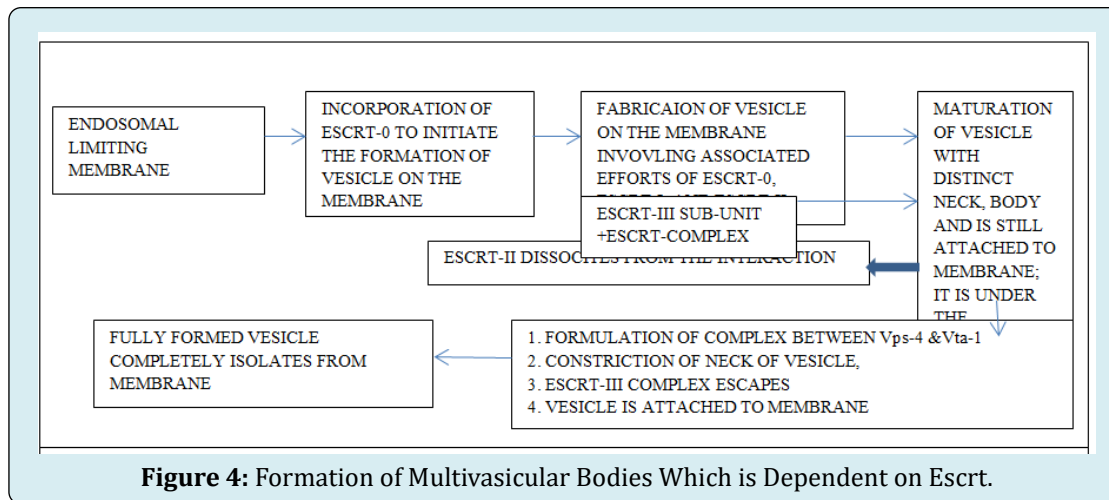 ENDOSOMAL
LIMITING
MEMBRANE
INCORPORATION OF
ESCRT-0 TO INITIATE
THE FORMATION OF
VESICLE ON THE
MEMBRANE
FABRICAION OF VESICLE
ON THE MEMBRANE
INVOVLING ASSOCIATED
EFFORTS OF ESCRT-0,
ESCRT-III SUB-UNIT
+ESCRT-COMPLEX
MATURATION
OF VESICLE
WITH
DISTINCT
NECK, BODY
AND IS STILL
ATTACHED TO
MEMBRANE;
IT IS UNDER
THE
ESCRT-II DISSOCITES FROM THE INTERACTION
1. FORMULATION OF COMPLEX BETWEEN Vps-4 &Vta-1
2. CONSTRICTION OF NECK OF VESICLE,
3. ESCRT-III COMPLEX ESCAPES
4. VESICLE IS ATTACHED TO MEMBRANE
FULLY FORMED VESICLE
COMPLETELY ISOLATES FROM
MEMBRANE
Figure 4: Formation of Multivasicular Bodies Which is Dependent on Escrt.